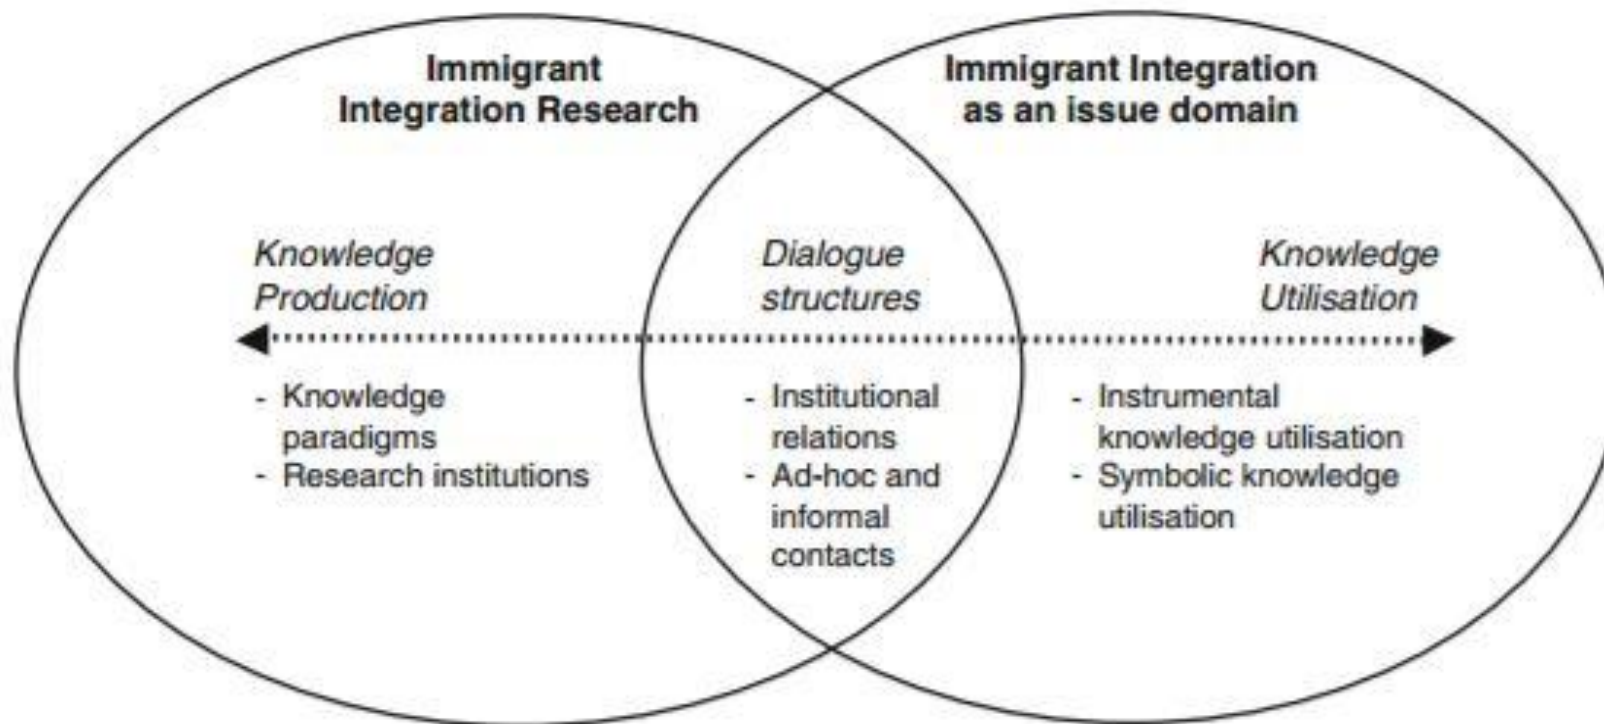 Immigrant
Integration Research
Immigrant Integration
as an issue domain
Knowledge
Production
Dialogue
structures
Knowledge
Utilisation
- Knowledge
paradigms
- Research institutions
- Institutional
relations
- Ad-hoc and
informal
contacts
- Instrumental
knowledge utilisation
- Symbolic knowledge
utilisation